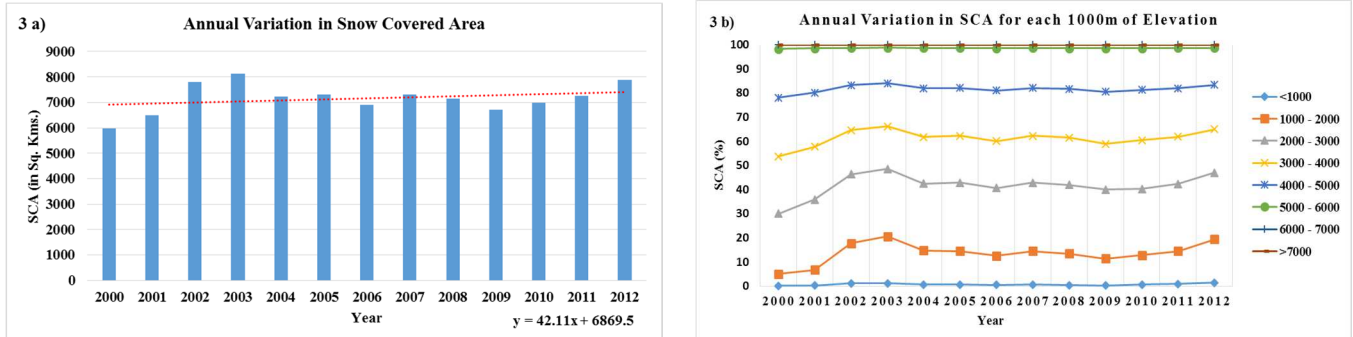 3 a)
Annual Variation in Snow Covered Area
SCA (in Sq. Kms.)
9000
8000
7000
6000
5000
4000
3000
2000
1000
0
2000 2001 2002 2003 2004 2005 2006 2007 2008 2009 2010 2011 2012
Year
y = 42.11x + 6869.5
3 b)
Annual Variation in SCA for each 1000m of Elevation
SCA (%)
100
90
80
70
60
50
40
30
20
10
0
2000 2001 2002 2003 2004 2005 2006 2007 2008 2009 2010 2011 2012
Year
<1000
1000 - 2000
2000 - 3000
3000 - 4000
4000 - 5000
5000 - 6000
6000 - 7000
>7000